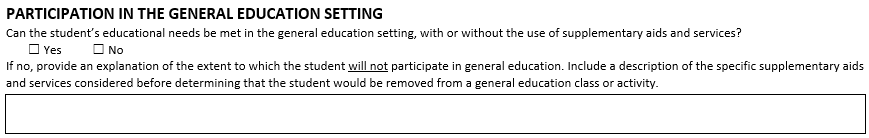 PARTICIPATION IN THE GENERAL EDUCATION SETTING
Can the student's educational needs be met in the general education setting, with or without the use of supplementary aids and services?
☐ Yes ☐ No
If no, provide an explanation of the extent to which the student will not participate in general education. Include a description of the specific supplementary aids
and services considered before determining that the student would be removed from a general education class or activity.